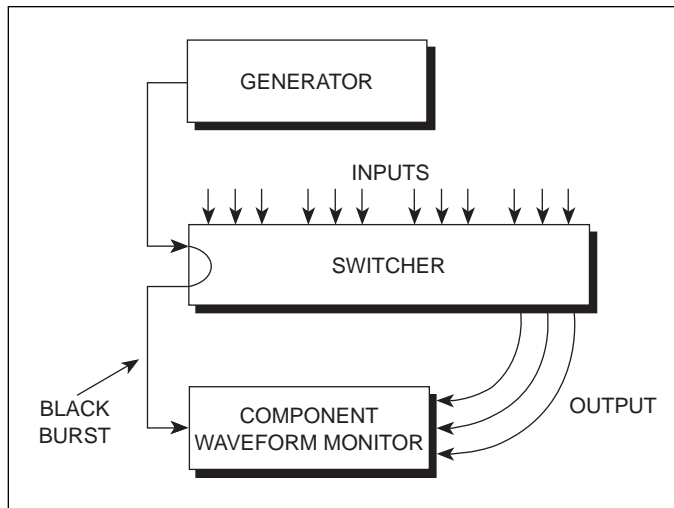 GENERATOR
INPUTS
SWITCHER
BLACK
BURST
COMPONENT
WAVEFORM MONITOR
OUTPUT